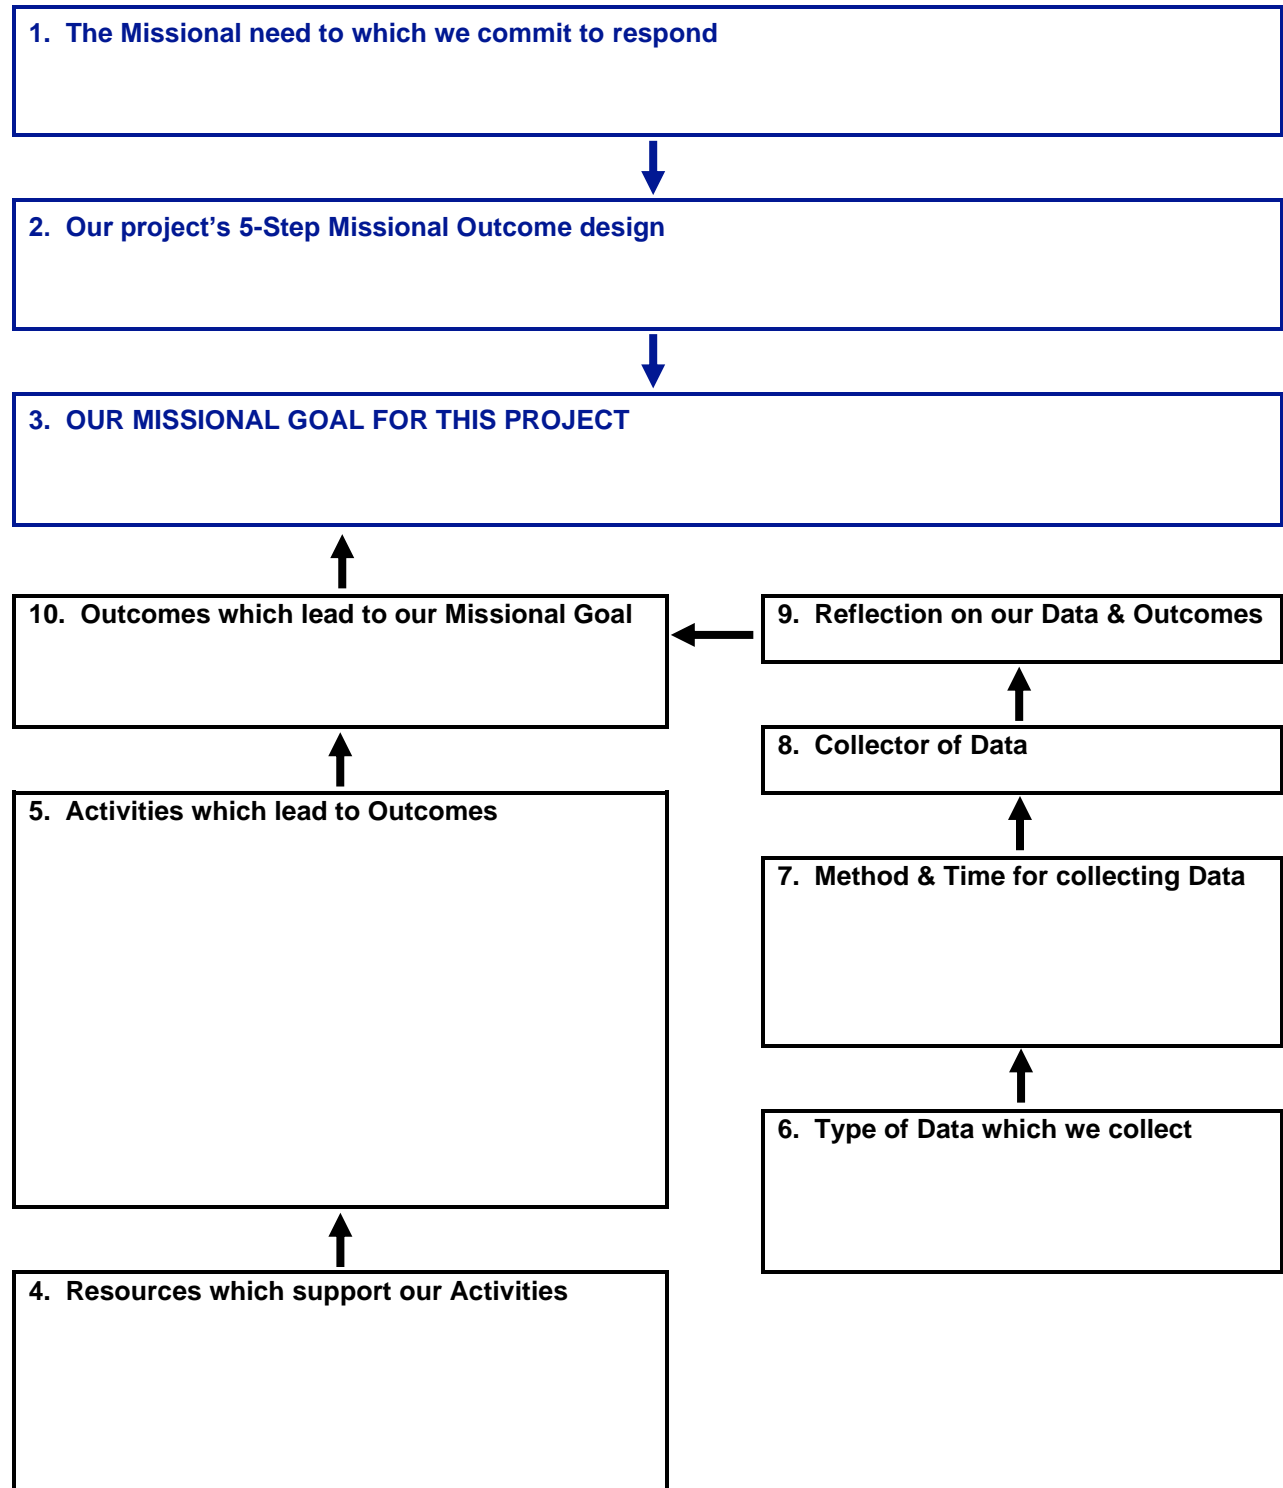 1. The Missional need to which we commit to respond
2. Our project’s 5-Step Missional Outcome design
3. OUR MISSIONAL GOAL FOR THIS PROJECT
10. Outcomes which lead to our Missional Goal
9. Reflection on our Data & Outcomes
8. Collector of Data
5. Activities which lead to Outcomes
7. Method & Time for collecting Data
6. Type of Data which we collect
4. Resources which support our Activities